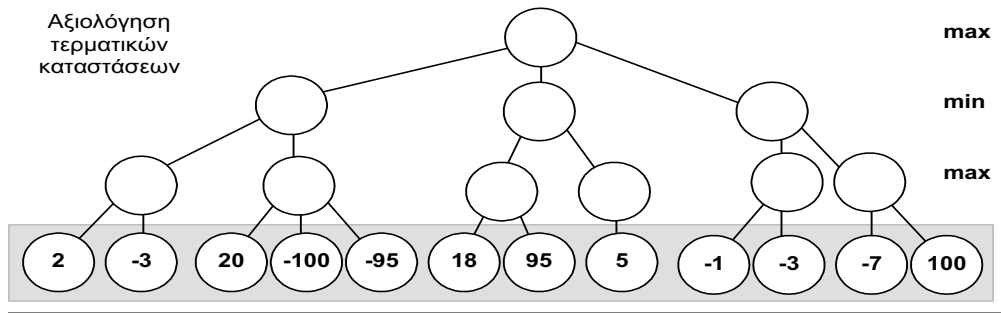 Αξιολόγηση
τερματικών
καταστάσεων
max
min
max
2 -3 20 -100 -95 18 95 5 -1 -3 -7 100